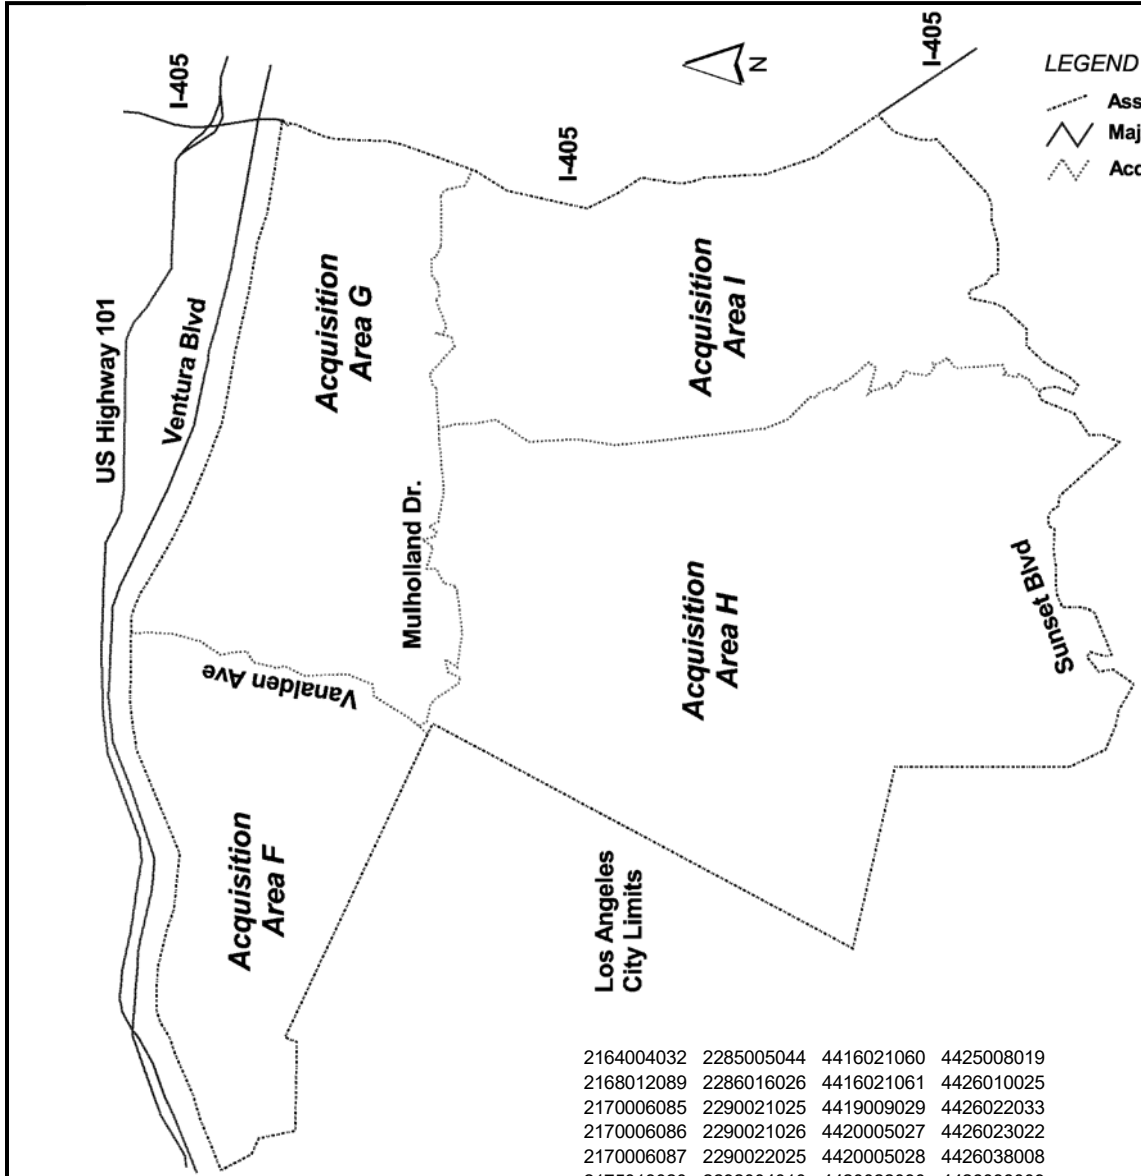 I-405
US Highway 101
Ventura Blvd
N
I-405
LEGEND
Ass
Maj
I-405
Acquisition
Area G
Acquisition
Area I
Mulholland Dr.
Vanalden Ave
Acquisition
Area H
Sunset Blvd
Acquisition
Area F
Los Angeles
City Limits
2164004032 2285005044 4416021060 4425008019
2168012089 2286016026 4416021061 4426010025
2170006085 2290021025 4419009029 4426022033
2170006086 2290021026 4420005027 4426023022
2170006087 2290022025 4420005028 4426038008